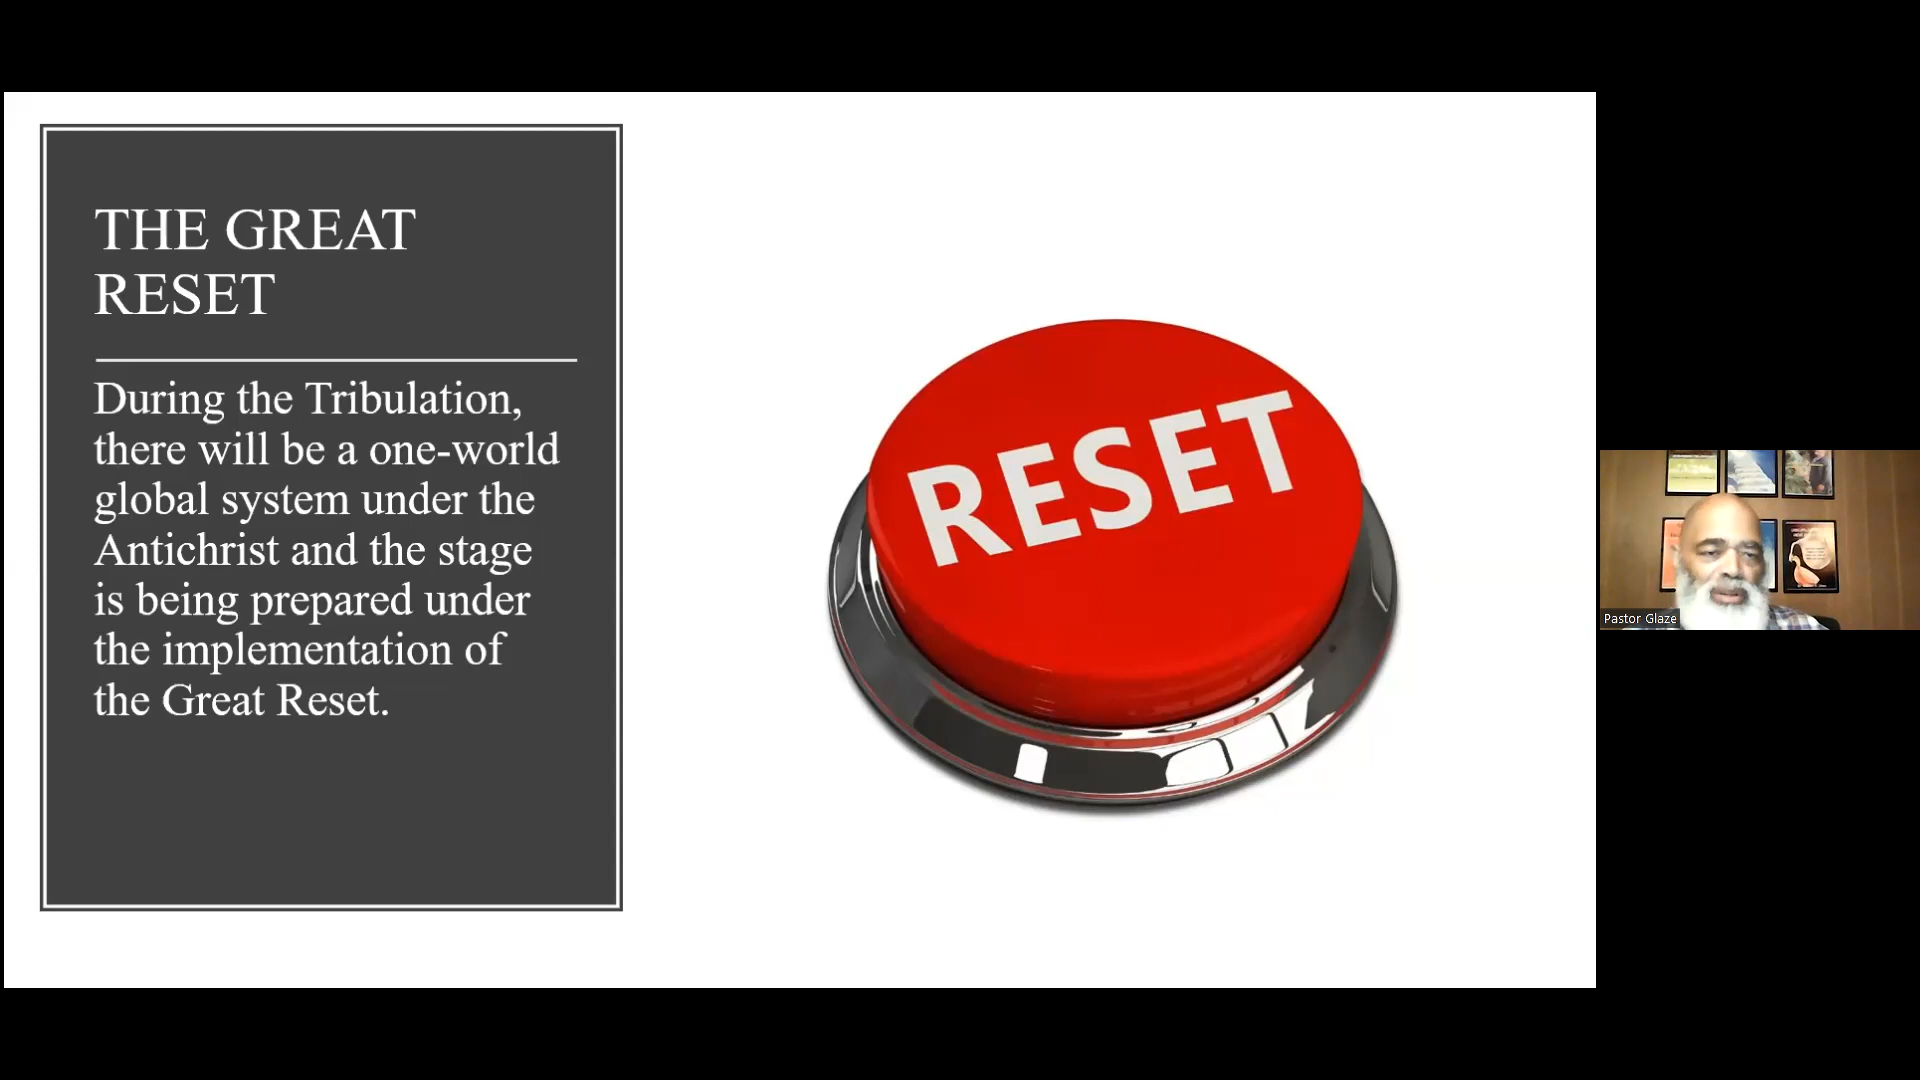 THE GREAT
RESET
During the Tribulation,
there will be a one-world
global system under the
Antichrist and the stage
is being prepared under
the implementation of
the Great Reset.
RESET
Pastor Glaze